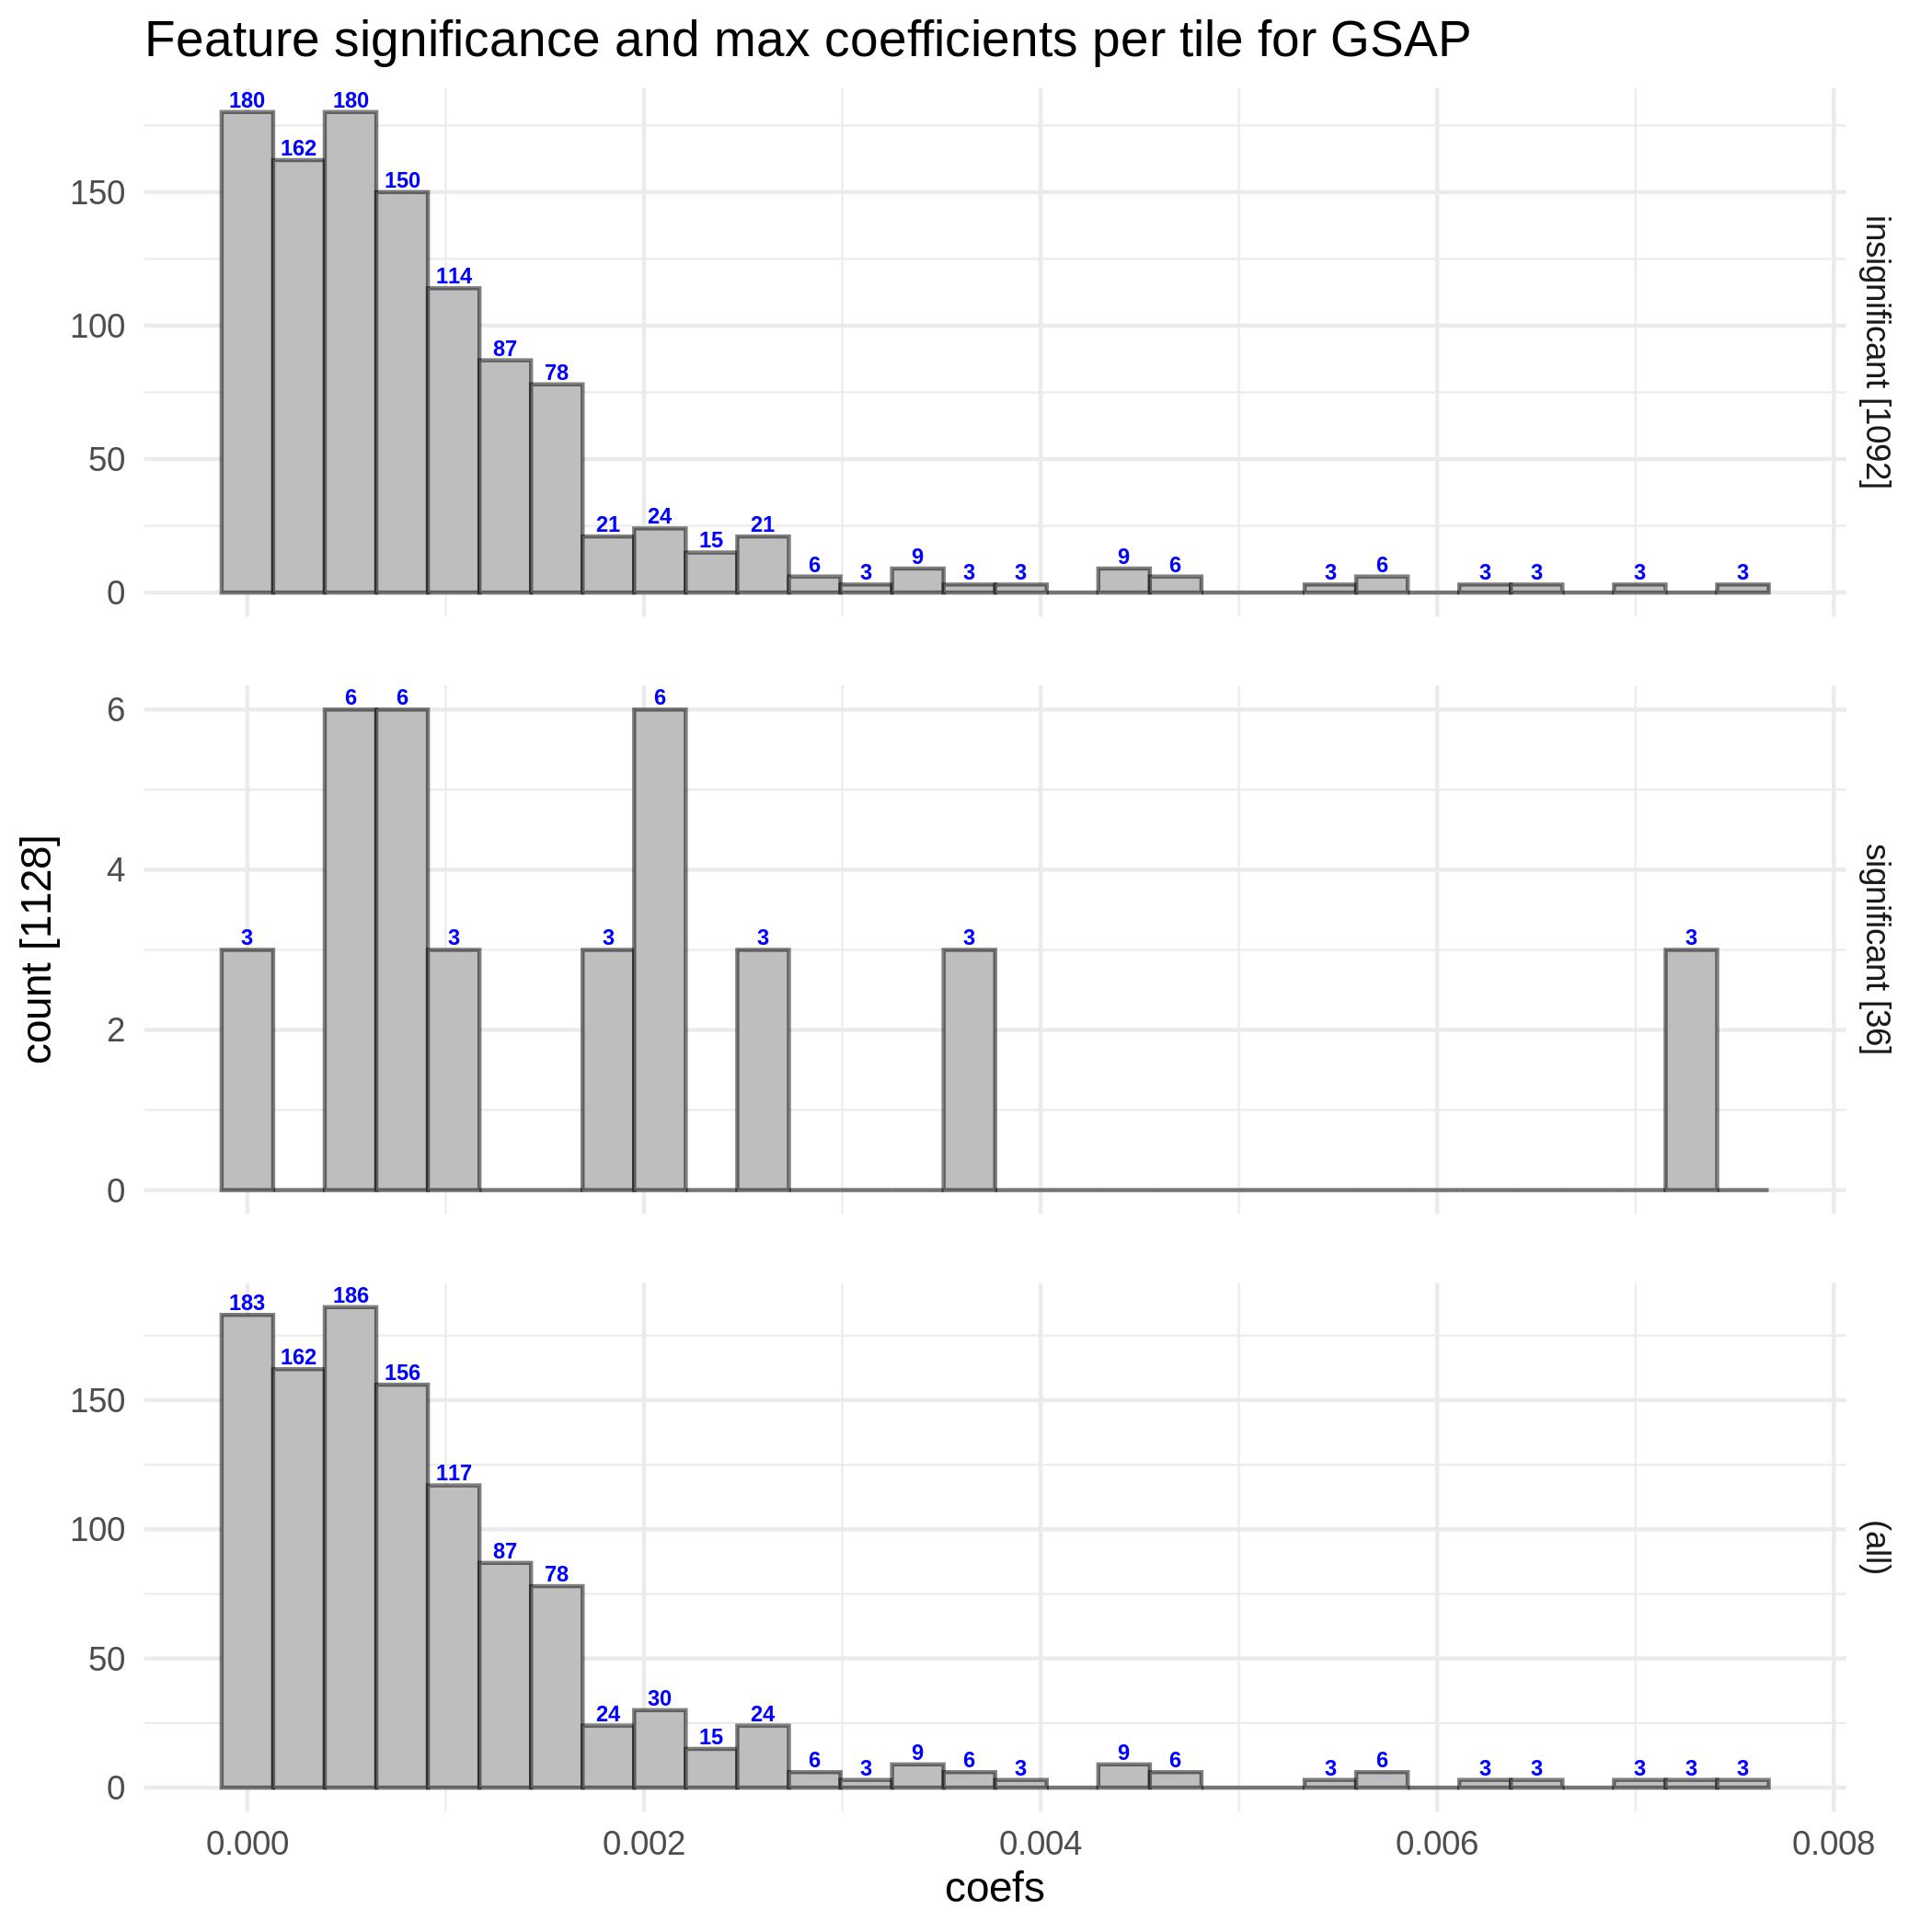 Feature significance and max coefficients per tile for GSAP
180 162 180 150 114 87 78 21 24 15 21 6 3 9 3 3 9 6 3 6 3 3 3 3
150
100
50
0
insignificant [1092]
3 6 6 3 3 6 3 3 3
6
4
2
0
significant [36]
count [1128]
183 162 186 156 117 87 78 24 30 15 24 6 3 9 6 3 9 6 3 6 3 3 3 3 3
150
100
50
0
(all)
0.000 0.002 0.004 0.006 0.008
coefs